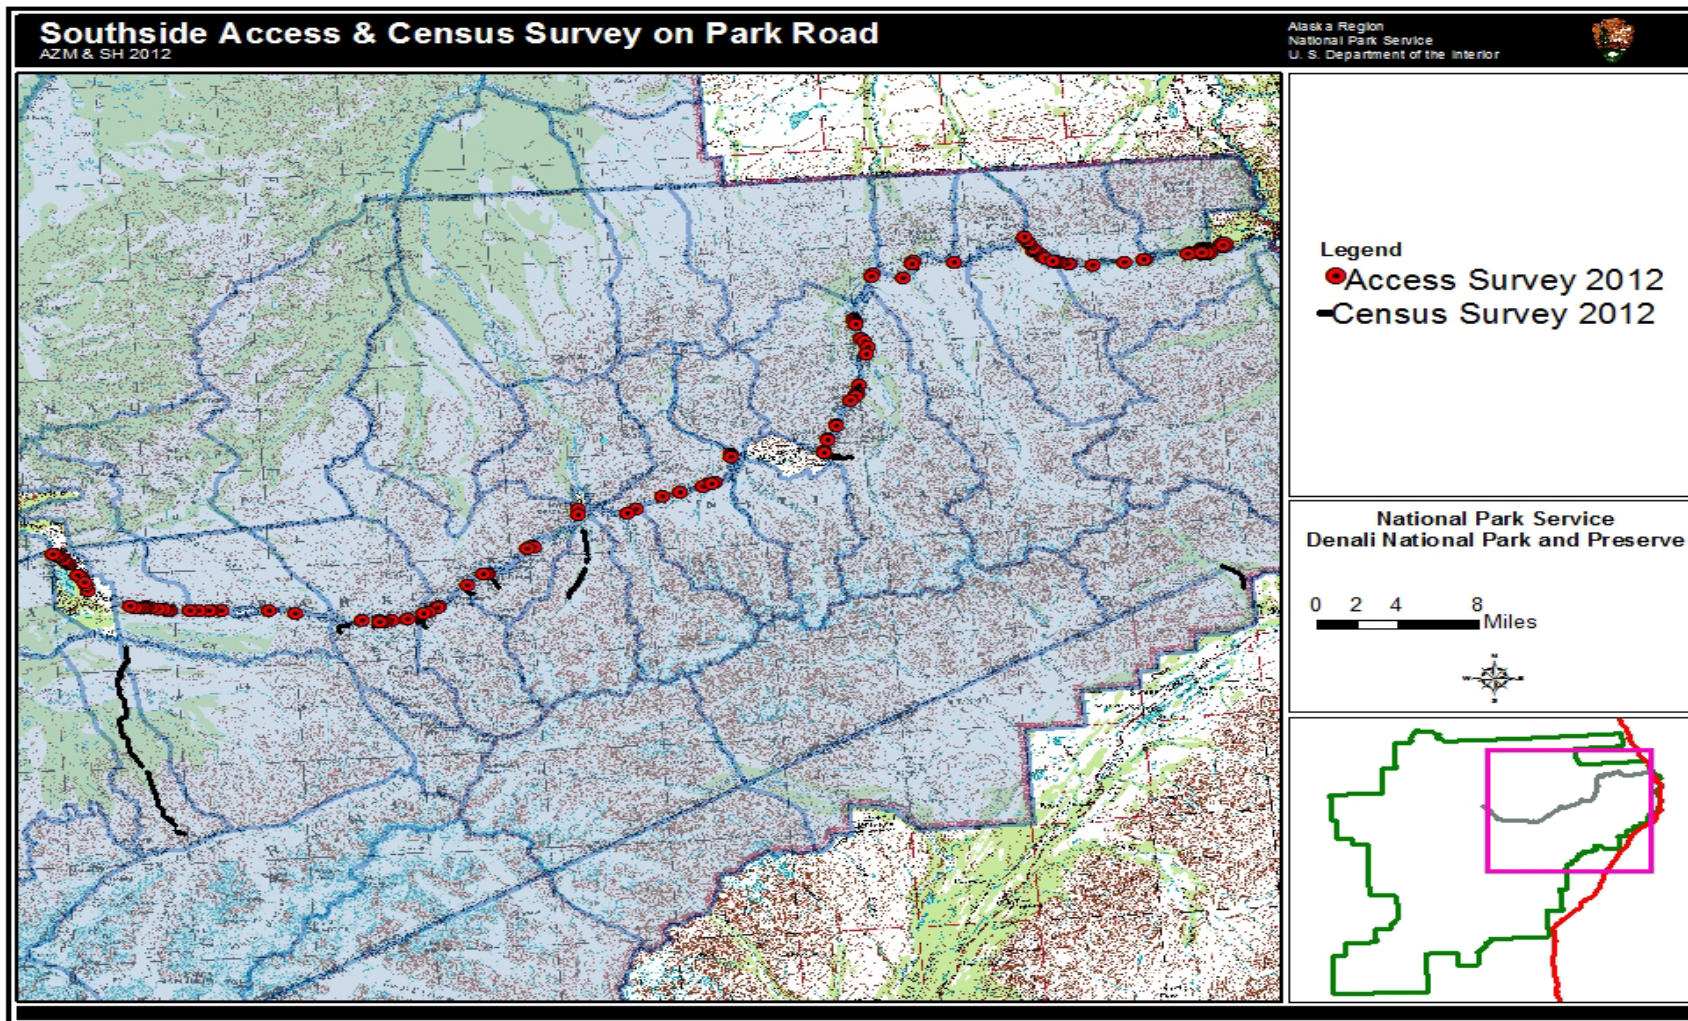 Southside Access & Census Survey on Park Road
AZM & SH 2012
Alaska Region
National Park Service
U. S. Department of the Interior
Legend
Access Survey 2012
Census Survey 2012
National Park Service
Denali National Park and Preserve
0 2 4 8
Miles
N
W E
S